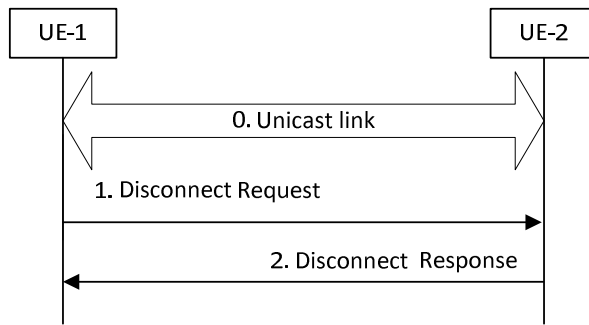 UE-1
UE-2
0. Unicast link
1. Disconnect Request
2. Disconnect Response